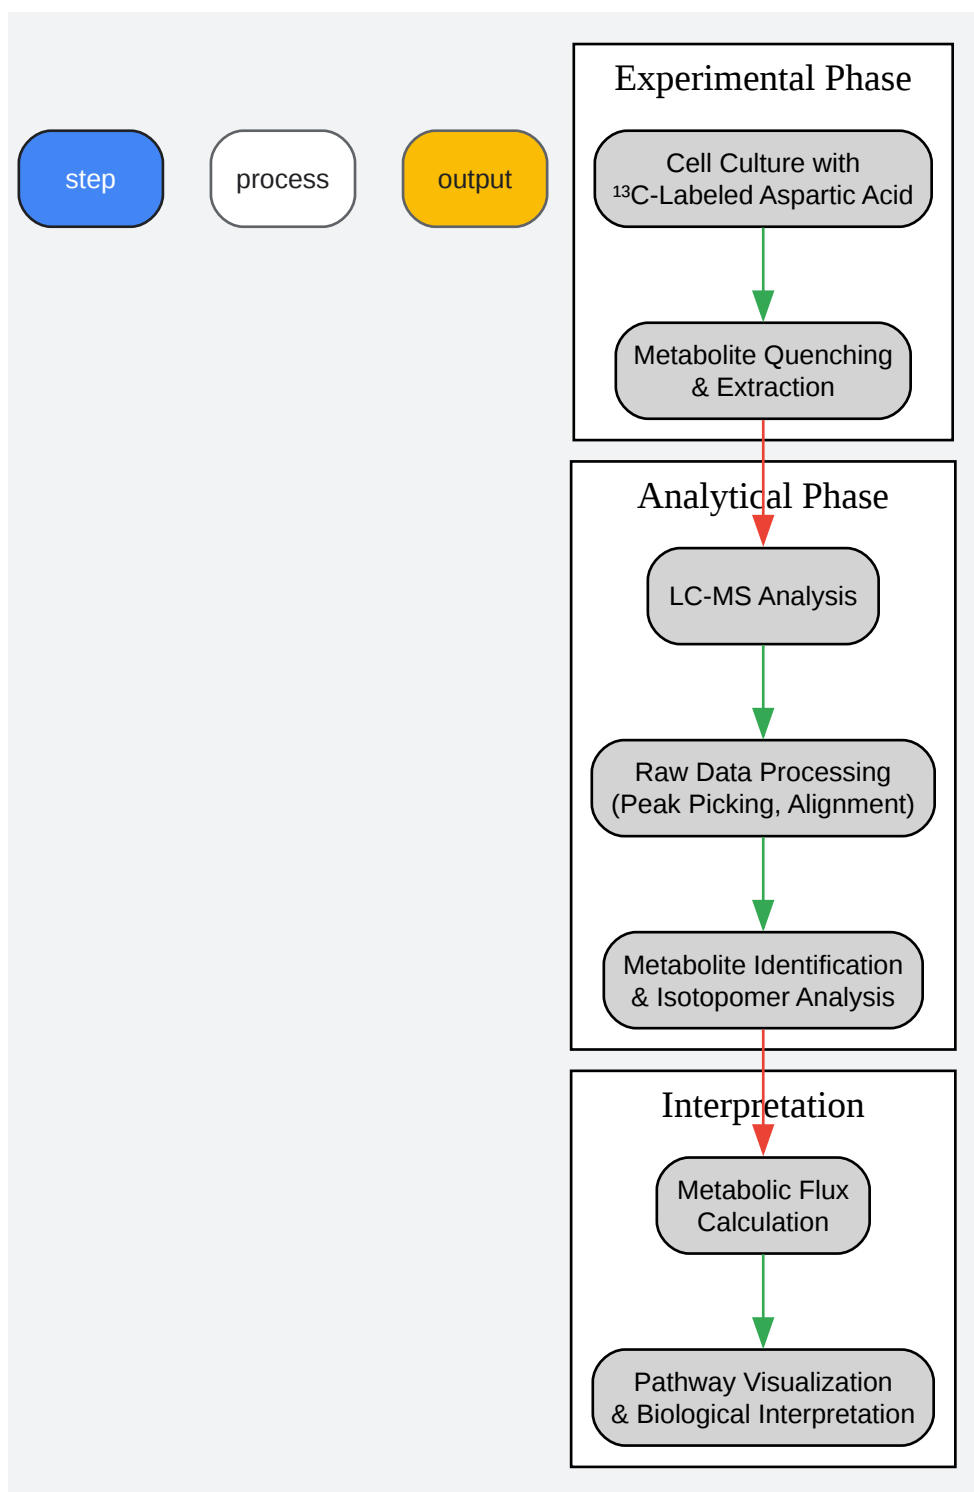 Experimental Phase
step
process
output
Cell Culture with
¹³C-Labeled Aspartic Acid
Metabolite Quenching
& Extraction
Analytical Phase
LC-MS Analysis
Raw Data Processing
(Peak Picking, Alignment)
Metabolite Identification
& Isotopomer Analysis
Interpretation
Metabolic Flux
Calculation
Pathway Visualization
& Biological Interpretation